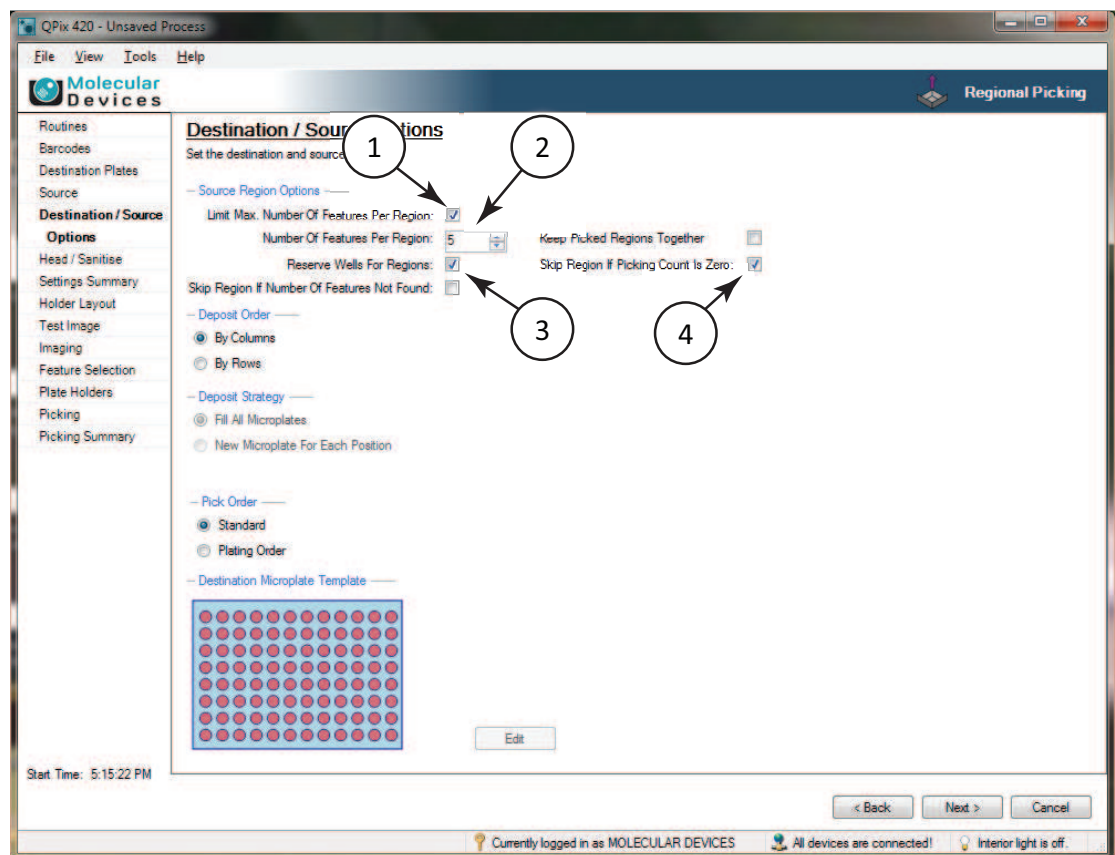 QPix 420 - Unsaved Process
File View Tools Help
Molecular
Devices
Regional Picking
Routines
Barcodes
Destination Plates
Source
Destination / Source
Options
Head / Sanitise
Settings Summary
Holder Layout
Test Image
Imaging
Feature Selection
Plate Holders
Picking
Picking Summary
Start Time: 5:15:22 PM
Destination / Sour tions
Set the destination and source
1
2
Source Region Options
Limit Max. Number Of Features Per Region:
Number Of Features Per Region: 5 Keep Picked Regions Together
Reserve Wells For Regions: Skip Region If Picking Count Is Zero:
Skip Region If Number Of Features Not Found:
3
4
Deposit Order
By Columns
By Rows
Deposit Strategy
Fill All Microplates
New Microplate For Each Position
Pick Order
Standard
Plating Order
Destination Microplate Template
Edit
< Back Next > Cancel
Currently logged in as MOLECULAR DEVICES All devices are connected! Interior light is off.